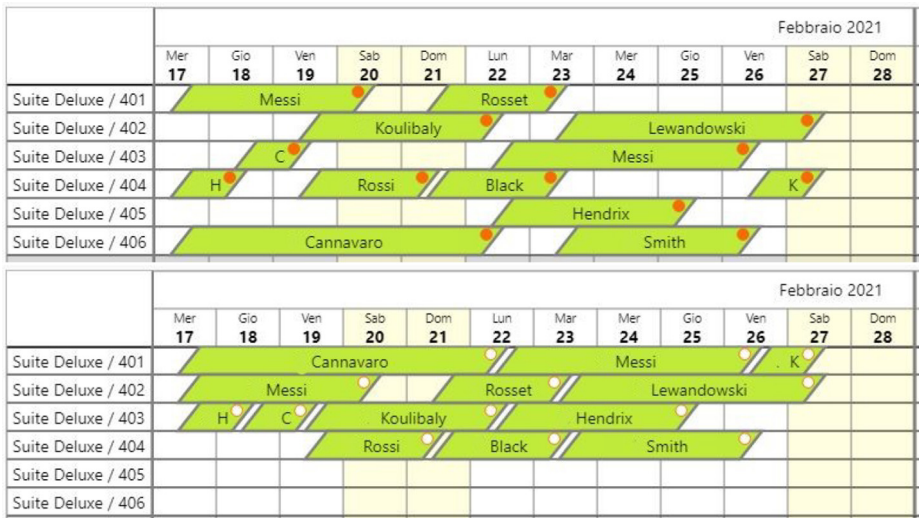 Febbraio 2021
Mer Gio Ven Sab Dom Lun Mar Mer Gio Ven Sab Dom
17 18 19 20 21 22 23 24 25 26 27 28
Suite Deluxe / 401 Messi Rosset
Suite Deluxe / 402 Koulibaly Lewandowski
Suite Deluxe / 403 C Messi
Suite Deluxe / 404 H Rossi Black K
Suite Deluxe / 405 Hendrix
Suite Deluxe / 406 Cannavaro Smith
Febbraio 2021
Mer Gio Ven Sab Dom Lun Mar Mer Gio Ven Sab Dom
17 18 19 20 21 22 23 24 25 26 27 28
Suite Deluxe / 401 Cannavaro Messi . K
Suite Deluxe / 402 Messi Rosset Lewandowski
Suite Deluxe / 403 H C Koulibaly Hendrix
Suite Deluxe / 404 Rossi Black Smith
Suite Deluxe / 405
Suite Deluxe / 406